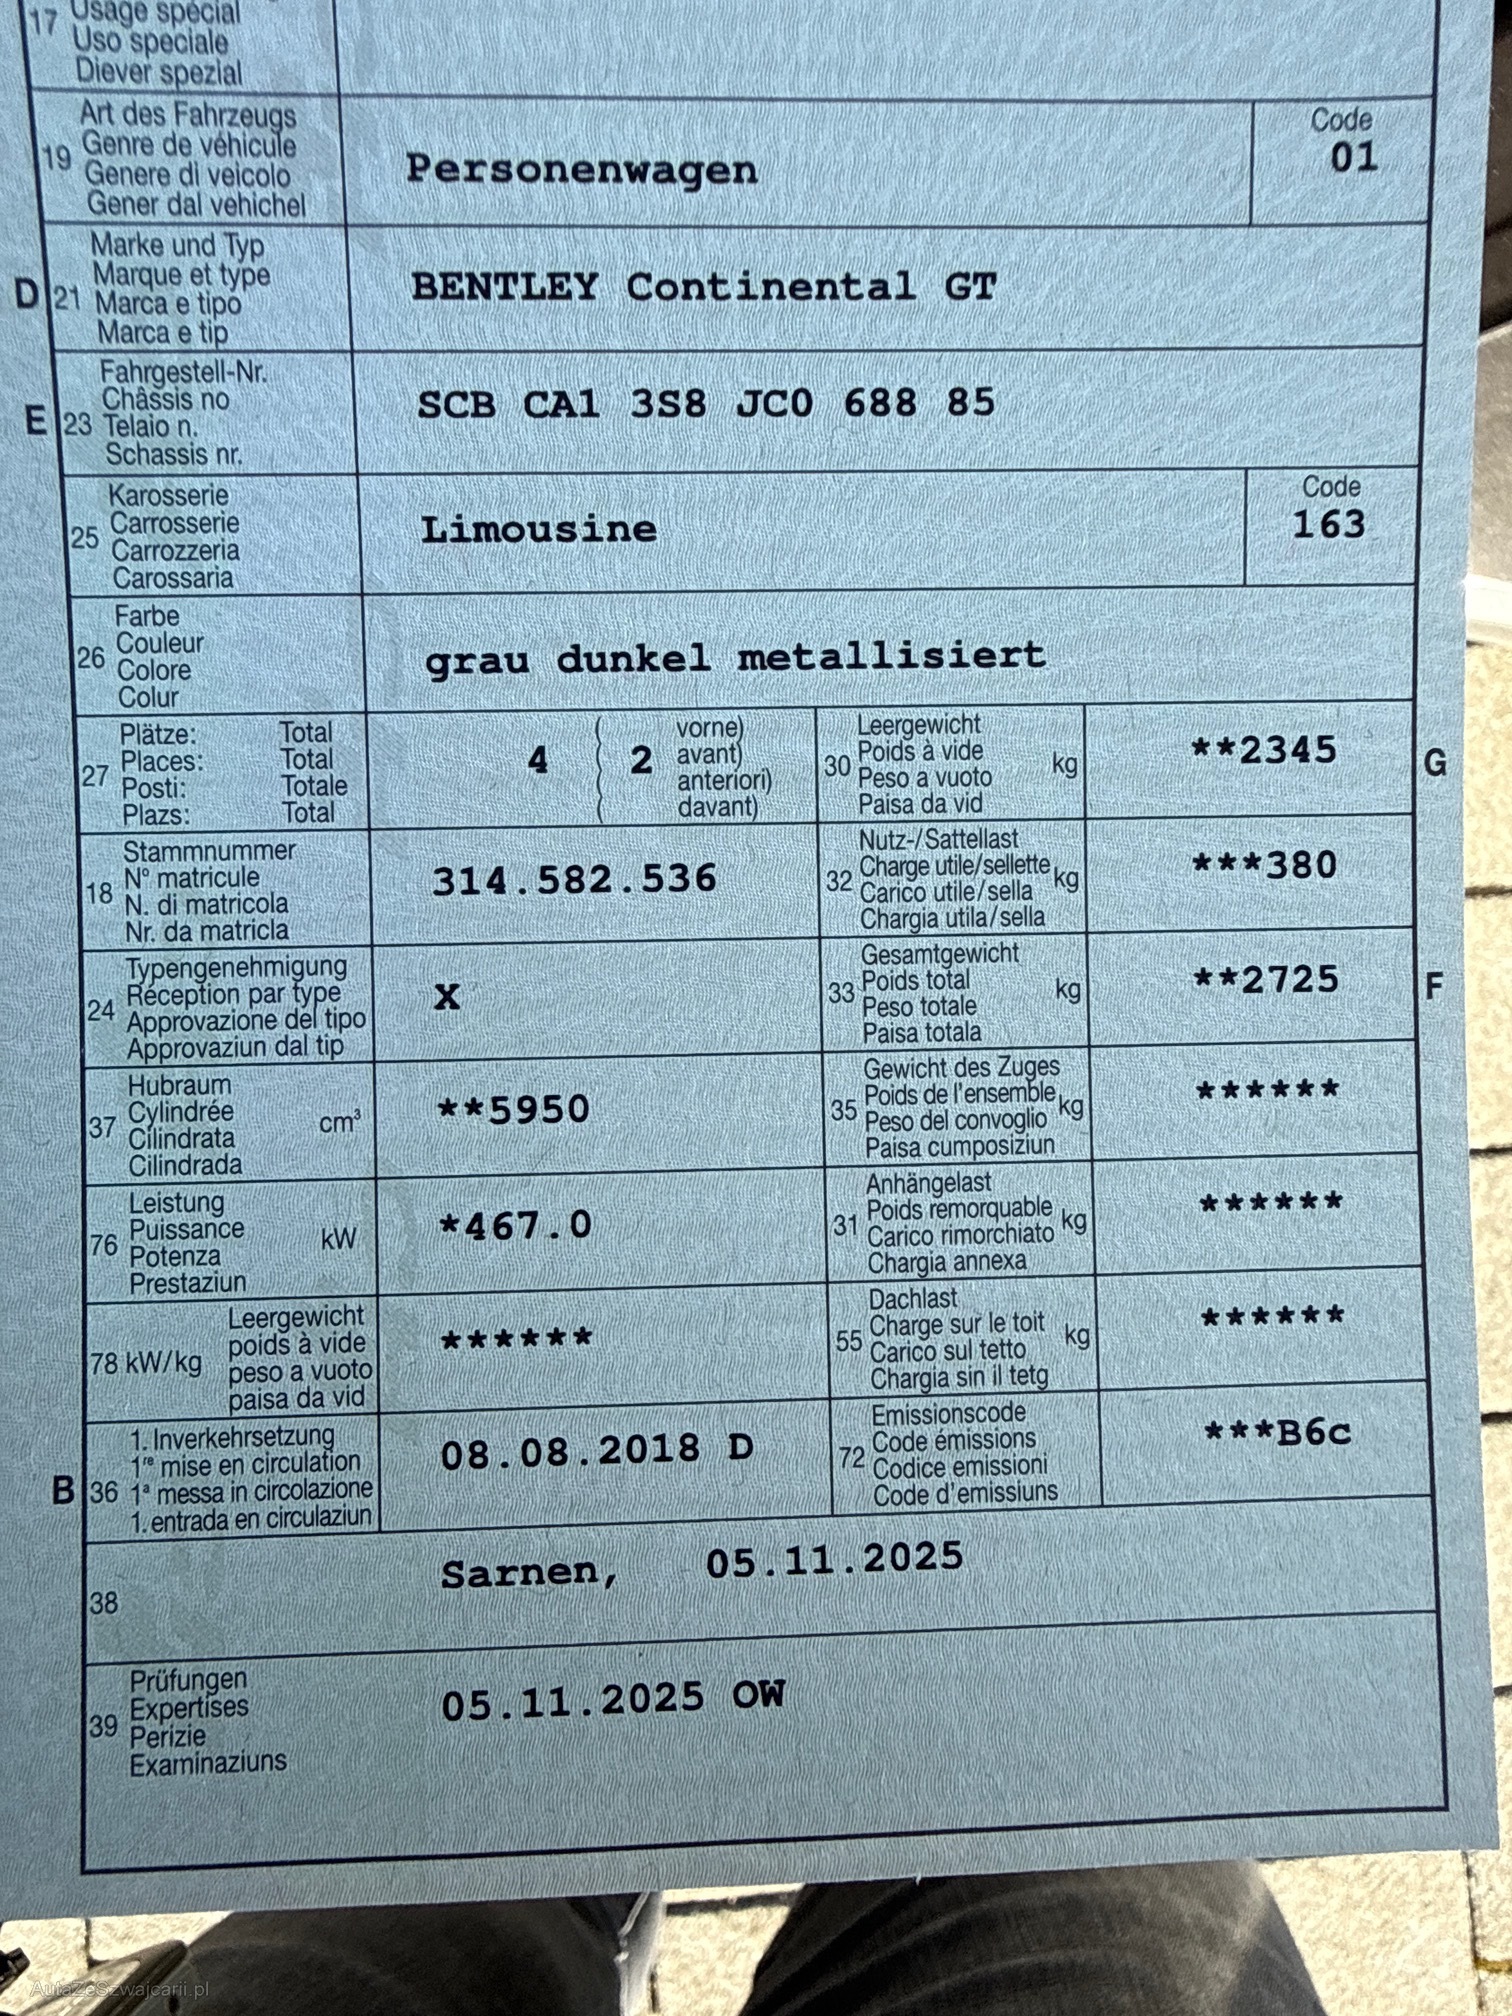 17 Usage spécial
Uso speciale
Diever spezial
19 Art des Fahrzeugs
Genre de véhicule
Genere di veicolo
Gener dal vehichel
Personenwagen
Code
01
D 21 Marke und Typ
Marque et type
Marca e tipo
Marca e tip
BENTLEY Continental GT
E 23 Fahrgestell-Nr.
Châssis no
Telaio n.
Schassis nr.
SCB CA1 3S8 JC0 688 85
25 Karosserie
Carrosserie
Carrozzeria
Carossaria
Limousine
Code
163
26 Farbe
Couleur
Colore
Colur
grau dunkel metallisiert
27 Plätze: Total
Places: Total
Posti: Totale
Plazs: Total
4 ( 2 vorne)
avant)
anteriori)
davant)
30 Leergewicht
Poids à vide kg
Peso a vuoto
Paisa da vid
**2345
G
18 Stammnummer
N° matricule
N. di matricola
Nr. da matricla
314.582.536
32 Nutz-/Sattellast
Charge utile/sellette kg
Carico utile/sella
Chargia utila/sella
***380
24 Typengenehmigung
Réception par type
Approvazione del tipo
Approvaziun dal tip
X
33 Gesamtgewicht
Poids total kg
Peso totale
Paisa totala
**2725
F
37 Hubraum
Cylindrée cm³
Cilindrata
Cilindrada
**5950
35 Gewicht des Zuges
Poids de l'ensemble kg
Peso del convoglio
Paisa cumposiziun
******
76 Leistung
Puissance kW
Potenza
Prestaziun
*467.0
31 Anhängelast
Poids remorquable kg
Carico rimorchiato
Chargia annexa
******
78 kW/kg Leergewicht
poids à vide
peso a vuoto
paisa da vid
******
55 Dachlast
Charge sur le toit kg
Carico sul tetto
Chargia sin il tetg
******
B 36 1. Inverkehrsetzung
1re mise en circulation
1a messa in circolazione
1. entrada en circulaziun
08.08.2018 D
72 Emissionscode
Code émissions
Codice emissioni
Code d'emissiuns
***B6c
38 Sarnen, 05.11.2025
39 Prüfungen
Expertises
Perizie
Examinaziuns
05.11.2025 OW
AutaZeSzwajcarii.pl